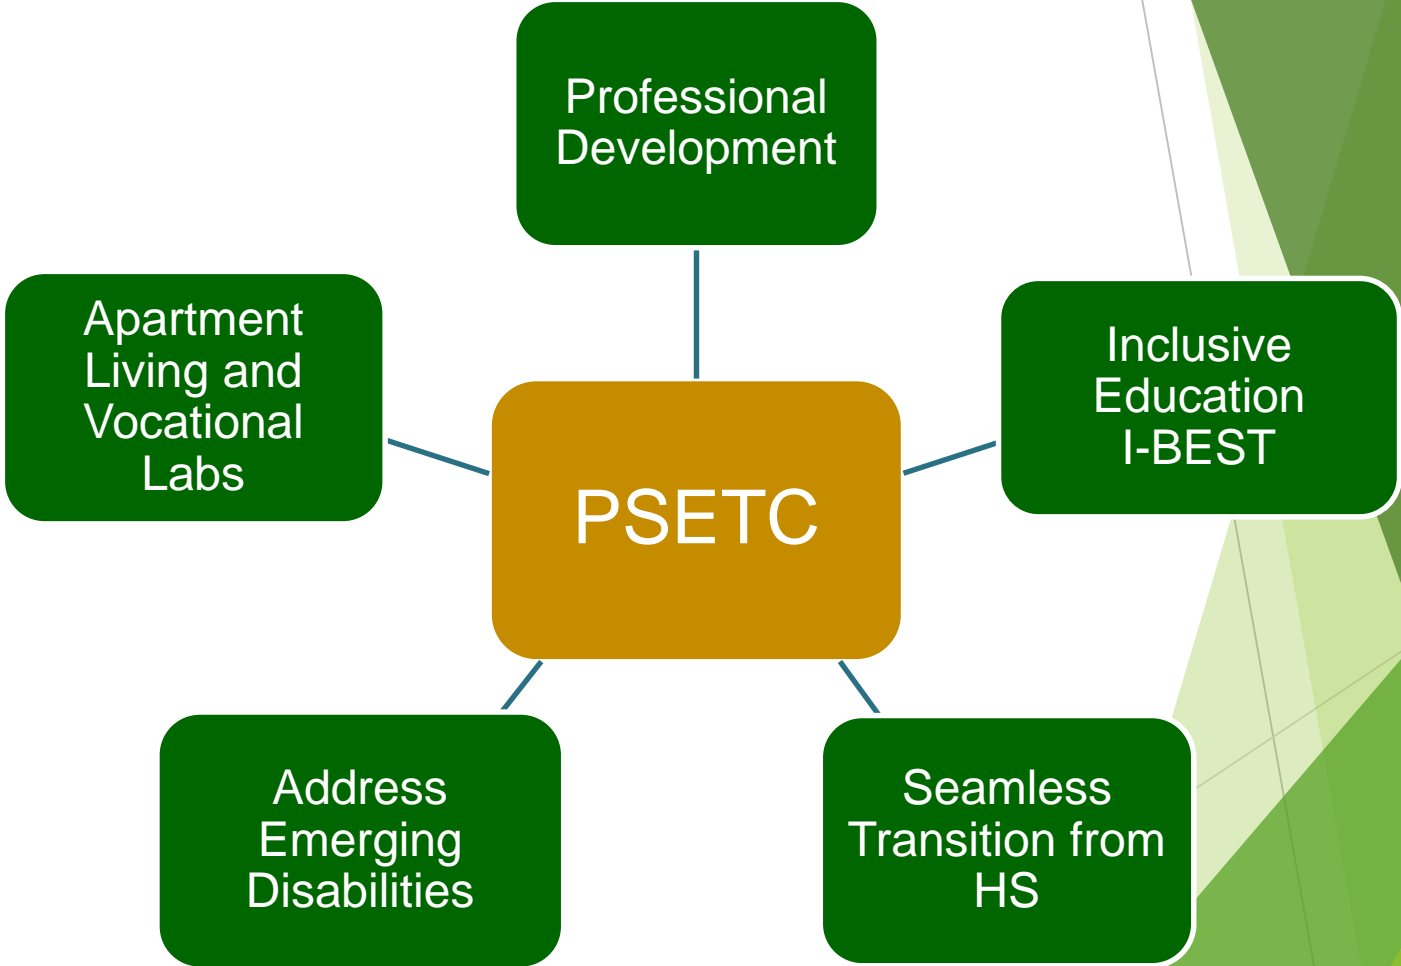 Professional
Development
Apartment
Living and
Vocational
Labs
Inclusive
Education
I-BEST
PSETC
Address
Emerging
Disabilities
Seamless
Transition from
HS